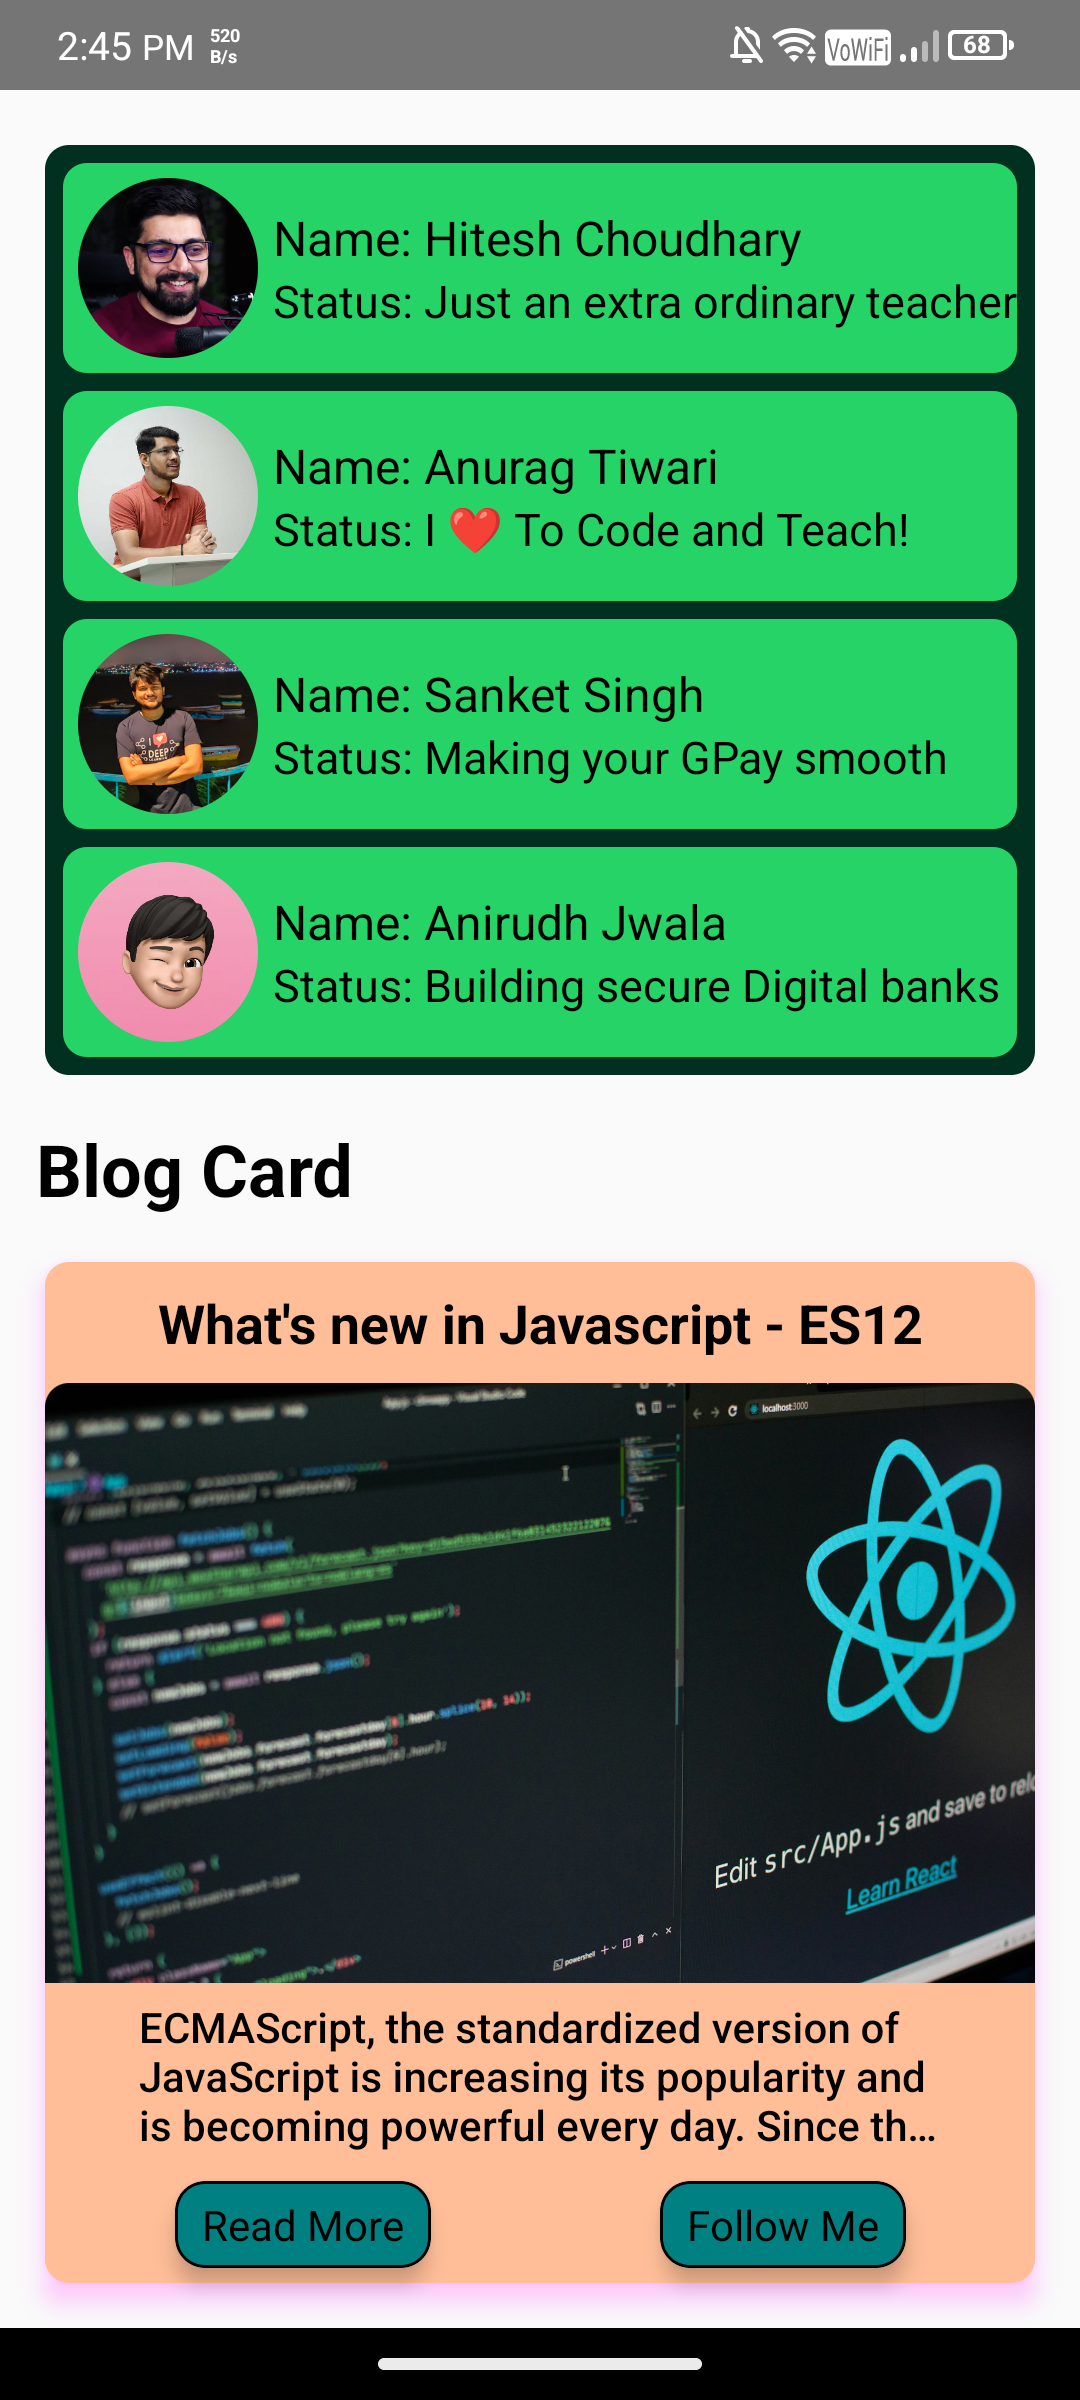 2:45 PM 520 B/s VoWiFi 68
Name: Hitesh Choudhary
Status: Just an extra ordinary teacher
Name: Anurag Tiwari
Status: I ❤️ To Code and Teach!
Name: Sanket Singh
Status: Making your GPay smooth
DEEP
Name: Anirudh Jwala
Status: Building secure Digital banks
Blog Card
What's new in Javascript - ES12
localhost:3000
Edit src/App.js and save to relo
Learn React
powershell
ECMAScript, the standardized version of
JavaScript is increasing its popularity and
is becoming powerful every day. Since th...
Read More
Follow Me